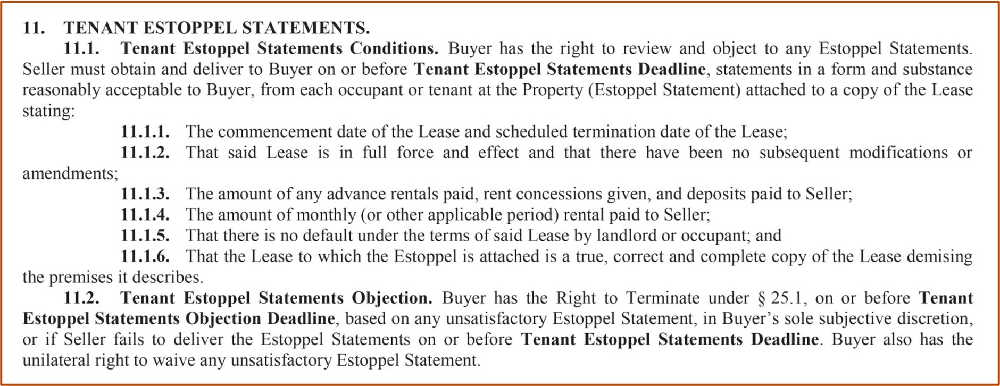 11. TENANT ESTOPPEL STATEMENTS.
11.1. Tenant Estoppel Statements Conditions. Buyer has the right to review and object to any Estoppel Statements.
Seller must obtain and deliver to Buyer on or before Tenant Estoppel Statements Deadline, statements in a form and substance
reasonably acceptable to Buyer, from each occupant or tenant at the Property (Estoppel Statement) attached to a copy of the Lease
stating:
11.1.1. The commencement date of the Lease and scheduled termination date of the Lease;
11.1.2. That said Lease is in full force and effect and that there have been no subsequent modifications or
amendments;
11.1.3. The amount of any advance rentals paid, rent concessions given, and deposits paid to Seller;
11.1.4. The amount of monthly (or other applicable period) rental paid to Seller;
11.1.5. That there is no default under the terms of said Lease by landlord or occupant; and
11.1.6. That the Lease to which the Estoppel is attached is a true, correct and complete copy of the Lease demising
the premises it describes.
11.2. Tenant Estoppel Statements Objection. Buyer has the Right to Terminate under § 25.1, on or before Tenant
Estoppel Statements Objection Deadline, based on any unsatisfactory Estoppel Statement, in Buyer’s sole subjective discretion,
or if Seller fails to deliver the Estoppel Statements on or before Tenant Estoppel Statements Deadline. Buyer also has the
unilateral right to waive any unsatisfactory Estoppel Statement.